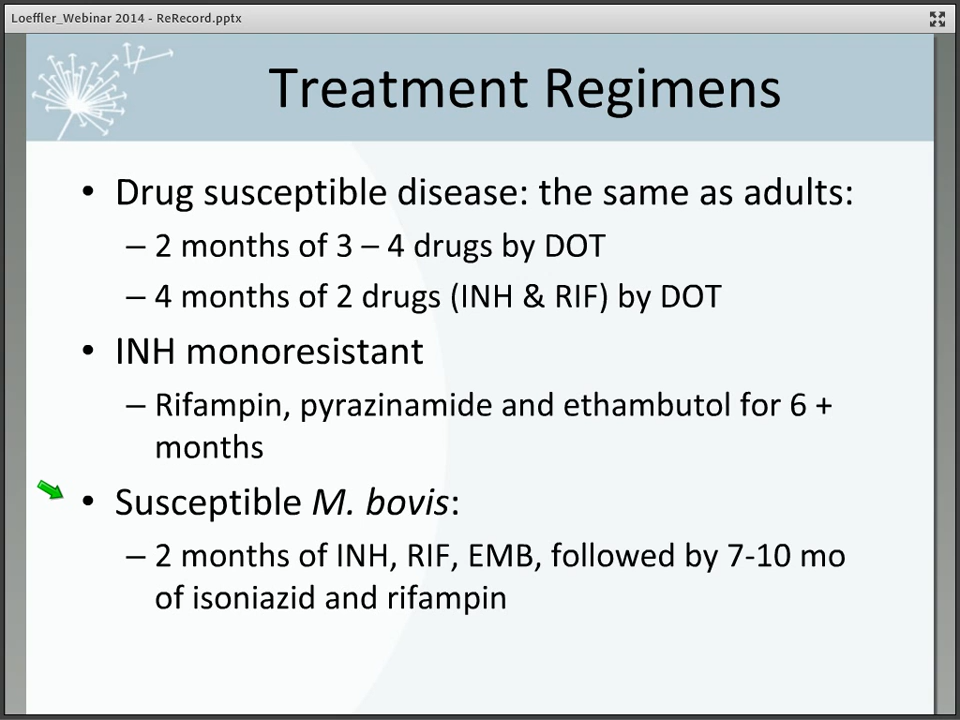 Loeffler_Webinar 2014 - ReRecord.pptx
Treatment Regimens
• Drug susceptible disease: the same as adults:
– 2 months of 3 – 4 drugs by DOT
– 4 months of 2 drugs (INH & RIF) by DOT
• INH monoresistant
– Rifampin, pyrazinamide and ethambutol for 6 +
months
• Susceptible M. bovis:
– 2 months of INH, RIF, EMB, followed by 7-10 mo
of isoniazid and rifampin